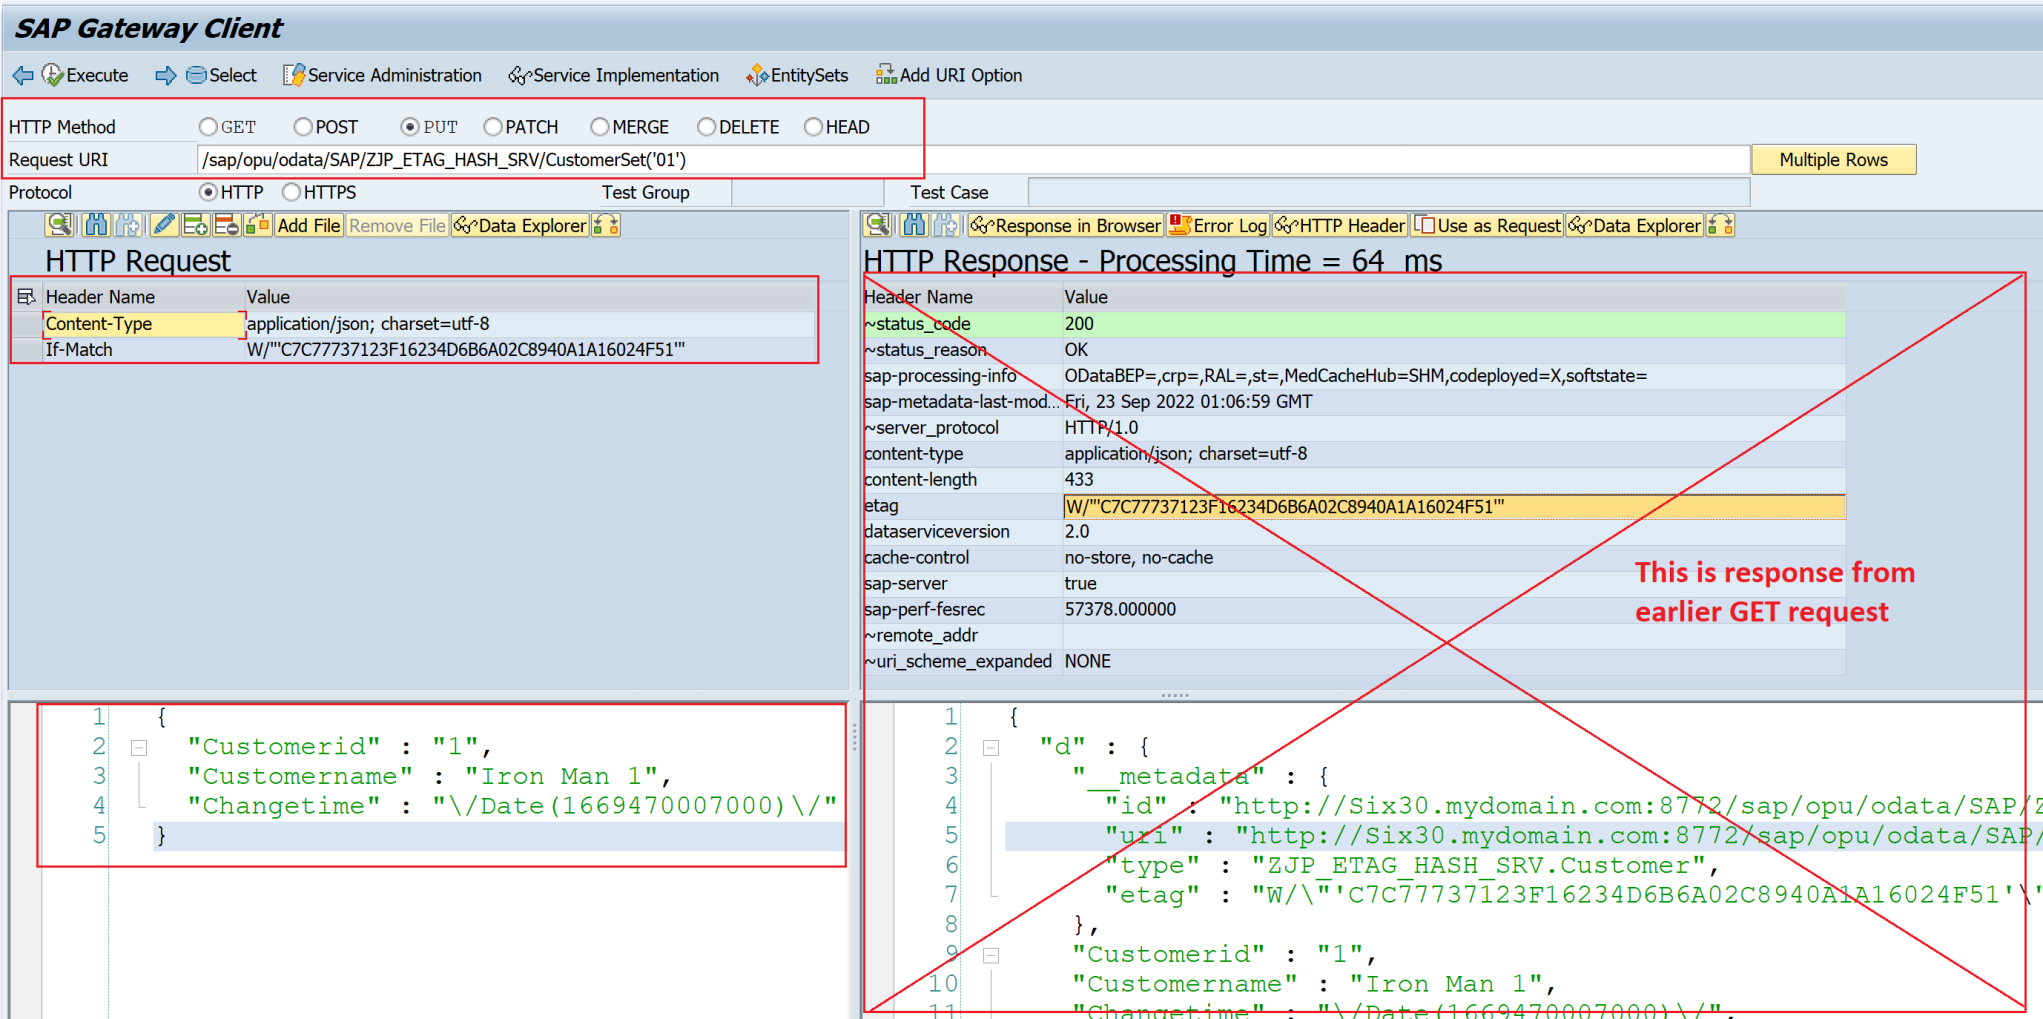 SAP Gateway Client
Execute Select Service Administration Service Implementation EntitySets Add URI Option
HTTP Method GET POST PUT PATCH MERGE DELETE HEAD
Request URI /sap/opu/odata/SAP/ZJP_ETAG_HASH_SRV/CustomerSet('01') Multiple Rows
Protocol HTTP HTTPS Test Group Test Case
Add File Remove File Data Explorer
HTTP Request
Header Name Value
Content-Type application/json; charset=utf-8
If-Match W/"'C7C77737123F16234D6B6A02C8940A1A16024F51'"
1 {
2 "Customerid" : "1",
3 "Customername" : "Iron Man 1",
4 "Changetime" : "\/Date(1669470007000)\/"
5 }
Response in Browser Error Log HTTP Header Use as Request Data Explorer
HTTP Response - Processing Time = 64 ms
Header Name Value
~status_code 200
~status_reason OK
sap-processing-info ODataBEP=,crp=,RAL=,st=,MedCacheHub=SHM,codeployed=X,softstate=
sap-metadata-last-mod... Fri, 23 Sep 2022 01:06:59 GMT
~server_protocol HTTP/1.0
content-type application/json; charset=utf-8
content-length 433
etag W/"'C7C77737123F16234D6B6A02C8940A1A16024F51'"
dataserviceversion 2.0
cache-control no-store, no-cache
sap-server true
sap-perf-fesrec 57378.000000
~remote_addr
~uri_scheme_expanded NONE
This is response from
earlier GET request
1 {
2 "d" : {
3 "__metadata" : {
4 "id" : "http://Six30.mydomain.com:8772/sap/opu/odata/SAP/Z
5 "uri" : "http://Six30.mydomain.com:8772/sap/opu/odata/SAP/
6 "type" : "ZJP_ETAG_HASH_SRV.Customer",
7 "etag" : "W/\"'C7C77737123F16234D6B6A02C8940A1A16024F51'\"
8 },
9 "Customerid" : "1",
10 "Customername" : "Iron Man 1",
11 "Changetime" : "\/Date(1669470007000)\/",